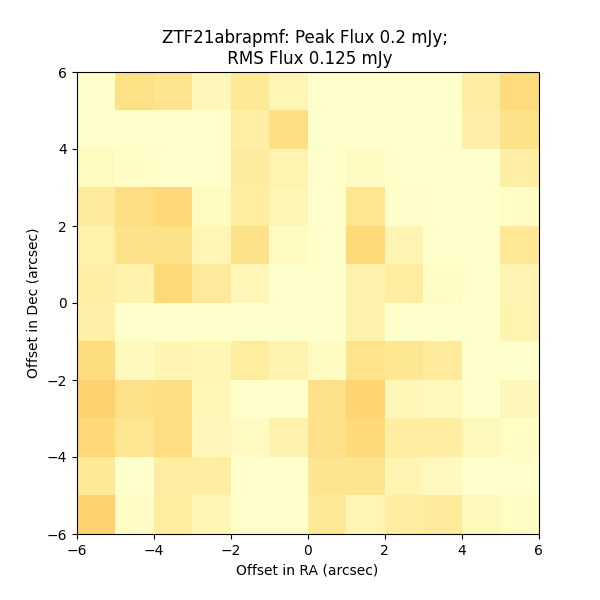 ZTF21abrapmf: Peak Flux 0.2 mJy;
RMS Flux 0.125 mJy
6
4
2
0
−2
−4
−6
Offset in Dec (arcsec)
−6 −4 −2 0 2 4 6
Offset in RA (arcsec)